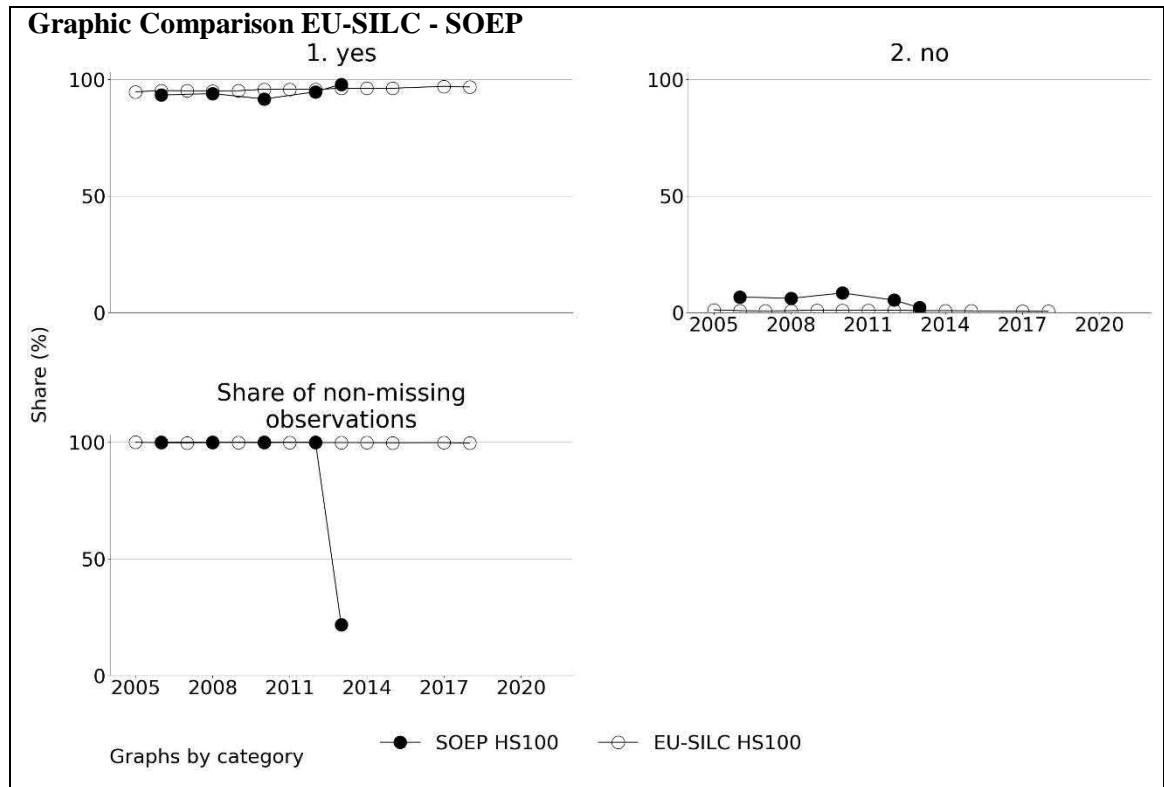 Graphic Comparison EU-SILC - SOEP
1. yes
2. no
100
50
0
100
50
0
2005 2008 2011 2014 2017 2020
Share (%)
Share of non-missing
observations
100
50
0
2005 2008 2011 2014 2017 2020
SOEP HS100 EU-SILC HS100
Graphs by category